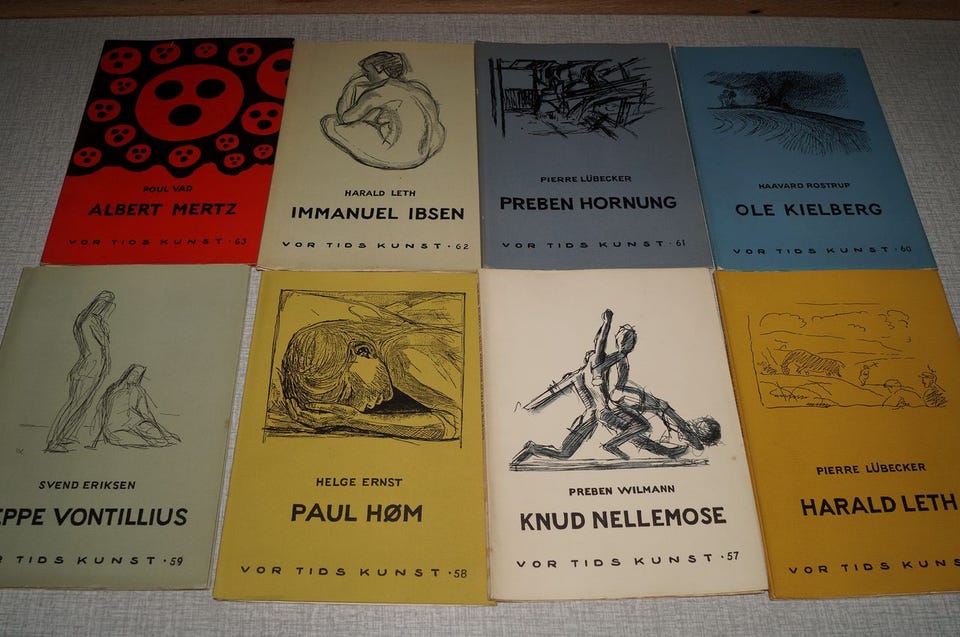 POUL VAD
ALBERT MERTZ
VOR TIDS KUNST · 63
HARALD LETH
IMMANUEL IBSEN
VOR TIDS KUNST · 62
PIERRE LÜBECKER
PREBEN HORNUNG
VOR TIDS KUNST · 61
HAAVARD ROSTRUP
OLE KIELBERG
VOR TIDS KUNST · 60
SVEND ERIKSEN
EPPE VONTILLIUS
TIDS KUNST · 59
HELGE ERNST
PAUL HØM
VOR TIDS KUNST · 58
PREBEN WILMANN
KNUD NELLEMOSE
VOR TIDS KUNST · 57
PIERRE LÜBECKER
HARALD LETH
VOR TIDS KUNS